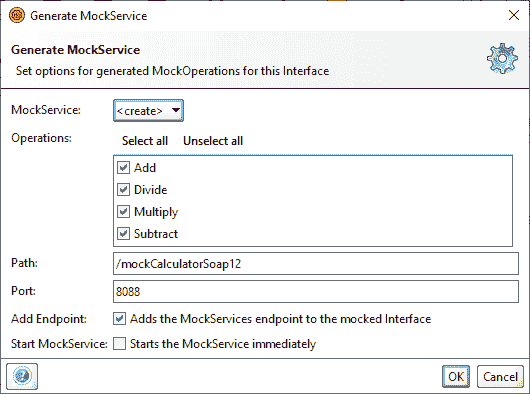 Generate MockService
Generate MockService
Set options for generated MockOperations for this Interface
MockService: <create>
Operations: Select all Unselect all
Add
Divide
Multiply
Subtract
Path: /mockCalculatorSoap12
Port: 8088
Add Endpoint: Adds the MockServices endpoint to the mocked Interface
Start MockService: Starts the MockService immediately
OK Cancel